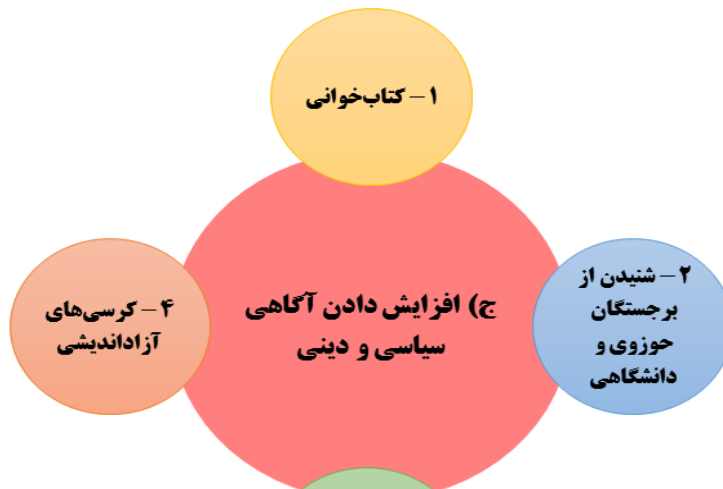 ۱ – کتاب‌خوانی
۲ – شنیدن از
برجستگان
حوزوی و
دانشگاهی
ج) افزایش دادن آگاهی
سیاسی و دینی
۴ – کرسی‌های
آزاداندیشی